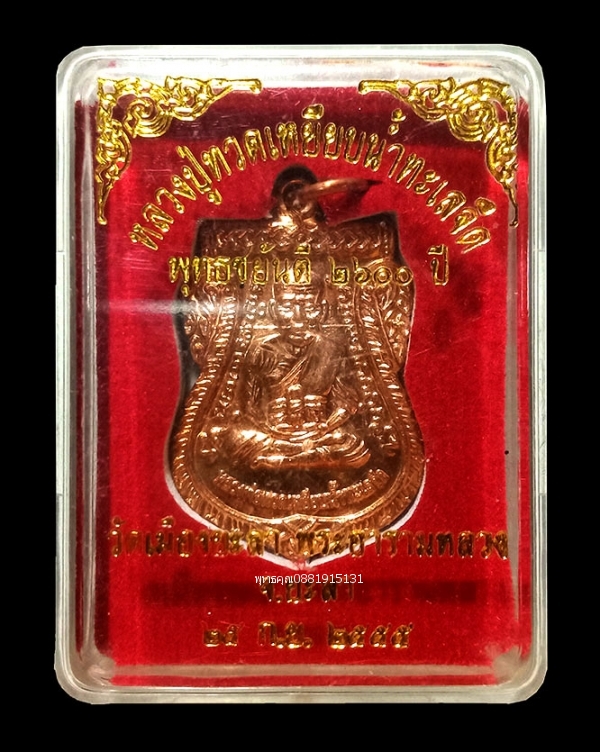 หลวงปู่ทวดเหยียบน้ำทะเลจืด
พุทธชยันตี ๒๖๐๐ ปี
วัดเมืองยะลา พระอารามหลวง
พุทธคุณ0881915131
จ.ยะลา
๒๕ ก.ย. ๒๕๕๕